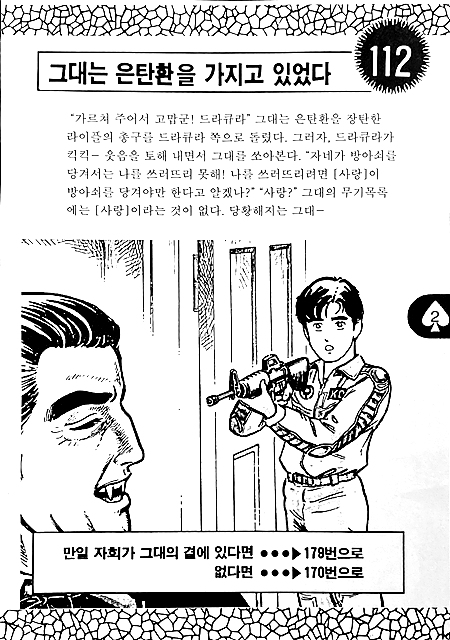 그대는 은탄환을 가지고 있었다
112
"가르쳐 주어서 고맙군! 드라큐라" 그대는 은탄환을 장탄한
라이플의 총구를 드라큐라 쪽으로 돌렸다. 그러자, 드라큐라가
킥킥- 웃음을 토해 내면서 그대를 쏘아본다. "자네가 방아쇠를
당겨서는 나를 쓰러뜨리 못해! 나를 쓰러뜨리려면 [사랑]이
방아쇠를 당겨야만 한다고 알겠나?" "사랑?" 그대의 무기목록
에는 [사랑]이라는 것이 없다. 당황해지는 그대-
2
만일 자희가 그대의 곁에 있다면 ●●●▶179번으로
없다면 ●●●▶170번으로